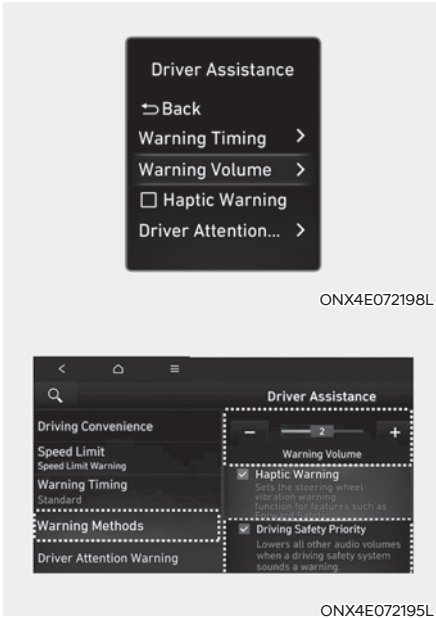 Driver Assistance
Back
Warning Timing
Warning Volume
Haptic Warning
Driver Attention...
ONX4E072198L
Driver Assistance
Driving Convenience
Speed Limit
Speed Limit Warning
Warning Timing
Standard
Warning Methods
Driver Attention Warning
− 2 +
Warning Volume
Haptic Warning
Sets the steering wheel
vibration warning
function for features such as
Forward Safety
Driving Safety Priority
Lowers all other audio volumes
when a driving safety system
sounds a warning.
ONX4E072195L